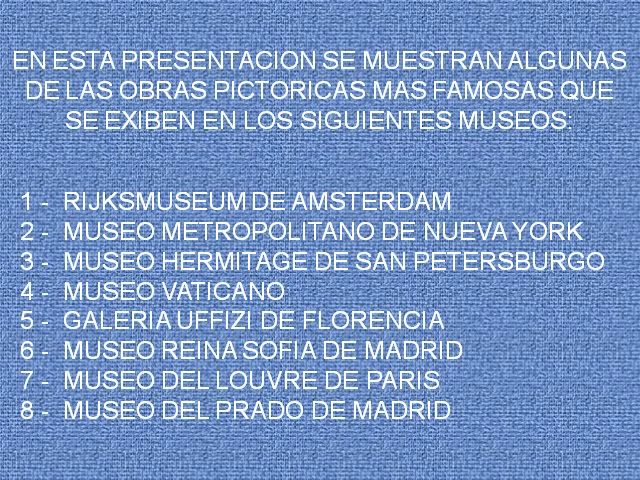 EN ESTA PRESENTACION SE MUESTRAN ALGUNAS
DE LAS OBRAS PICTORICAS MAS FAMOSAS QUE
SE EXIBEN EN LOS SIGUIENTES MUSEOS:
1 - RIJKSMUSEUM DE AMSTERDAM
2 - MUSEO METROPOLITANO DE NUEVA YORK
3 - MUSEO HERMITAGE DE SAN PETERSBURGO
4 - MUSEO VATICANO
5 - GALERIA UFFIZI DE FLORENCIA
6 - MUSEO REINA SOFIA DE MADRID
7 - MUSEO DEL LOUVRE DE PARIS
8 - MUSEO DEL PRADO DE MADRID